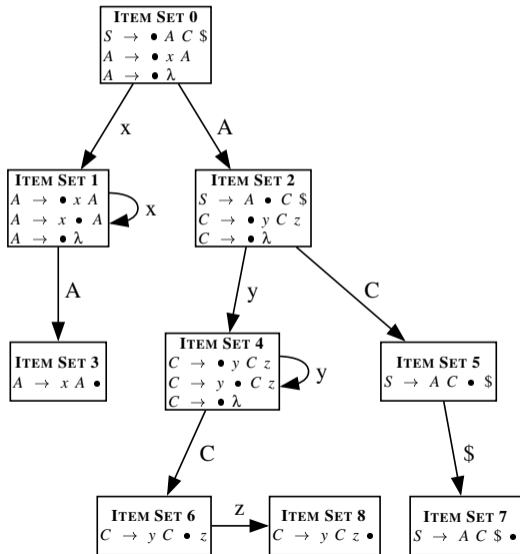 ITEM SET 0
S → • A C $
A → • x A
A → • λ
x
A
ITEM SET 1
A → • x A
A → x • A
A → • λ
x
ITEM SET 2
S → A • C $
C → • y C z
C → • λ
A
y
C
ITEM SET 3
A → x A •
ITEM SET 4
C → • y C z
C → y • C z
C → • λ
y
ITEM SET 5
S → A C • $
C
$
ITEM SET 6
C → y C • z
z
ITEM SET 8
C → y C z •
ITEM SET 7
S → A C $ •